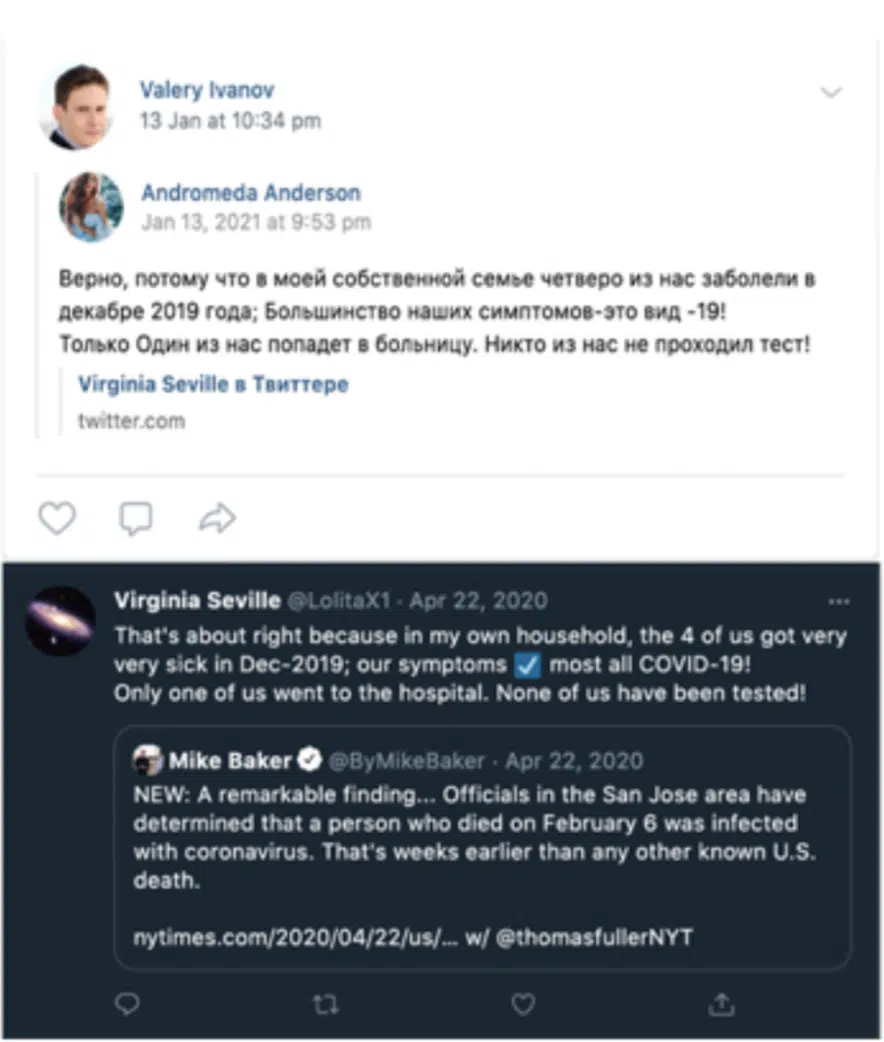 Valery Ivanov
13 Jan at 10:34 pm
Andromeda Anderson
Jan 13, 2021 at 9:53 pm
Верно, потому что в моей собственной семье четверо из нас заболели в
декабре 2019 года; Большинство наших симптомов-это вид -19!
Только Один из нас попадет в больницу. Никто из нас не проходил тест!
Virginia Seville в Твиттере
twitter.com
Virginia Seville @LolitaX1 · Apr 22, 2020
That's about right because in my own household, the 4 of us got very
very sick in Dec-2019; our symptoms ☑️ most all COVID-19!
Only one of us went to the hospital. None of us have been tested!
Mike Baker @ByMikeBaker · Apr 22, 2020
NEW: A remarkable finding... Officials in the San Jose area have
determined that a person who died on February 6 was infected
with coronavirus. That's weeks earlier than any other known U.S.
death.
nytimes.com/2020/04/22/us/... w/ @thomasfullerNYT